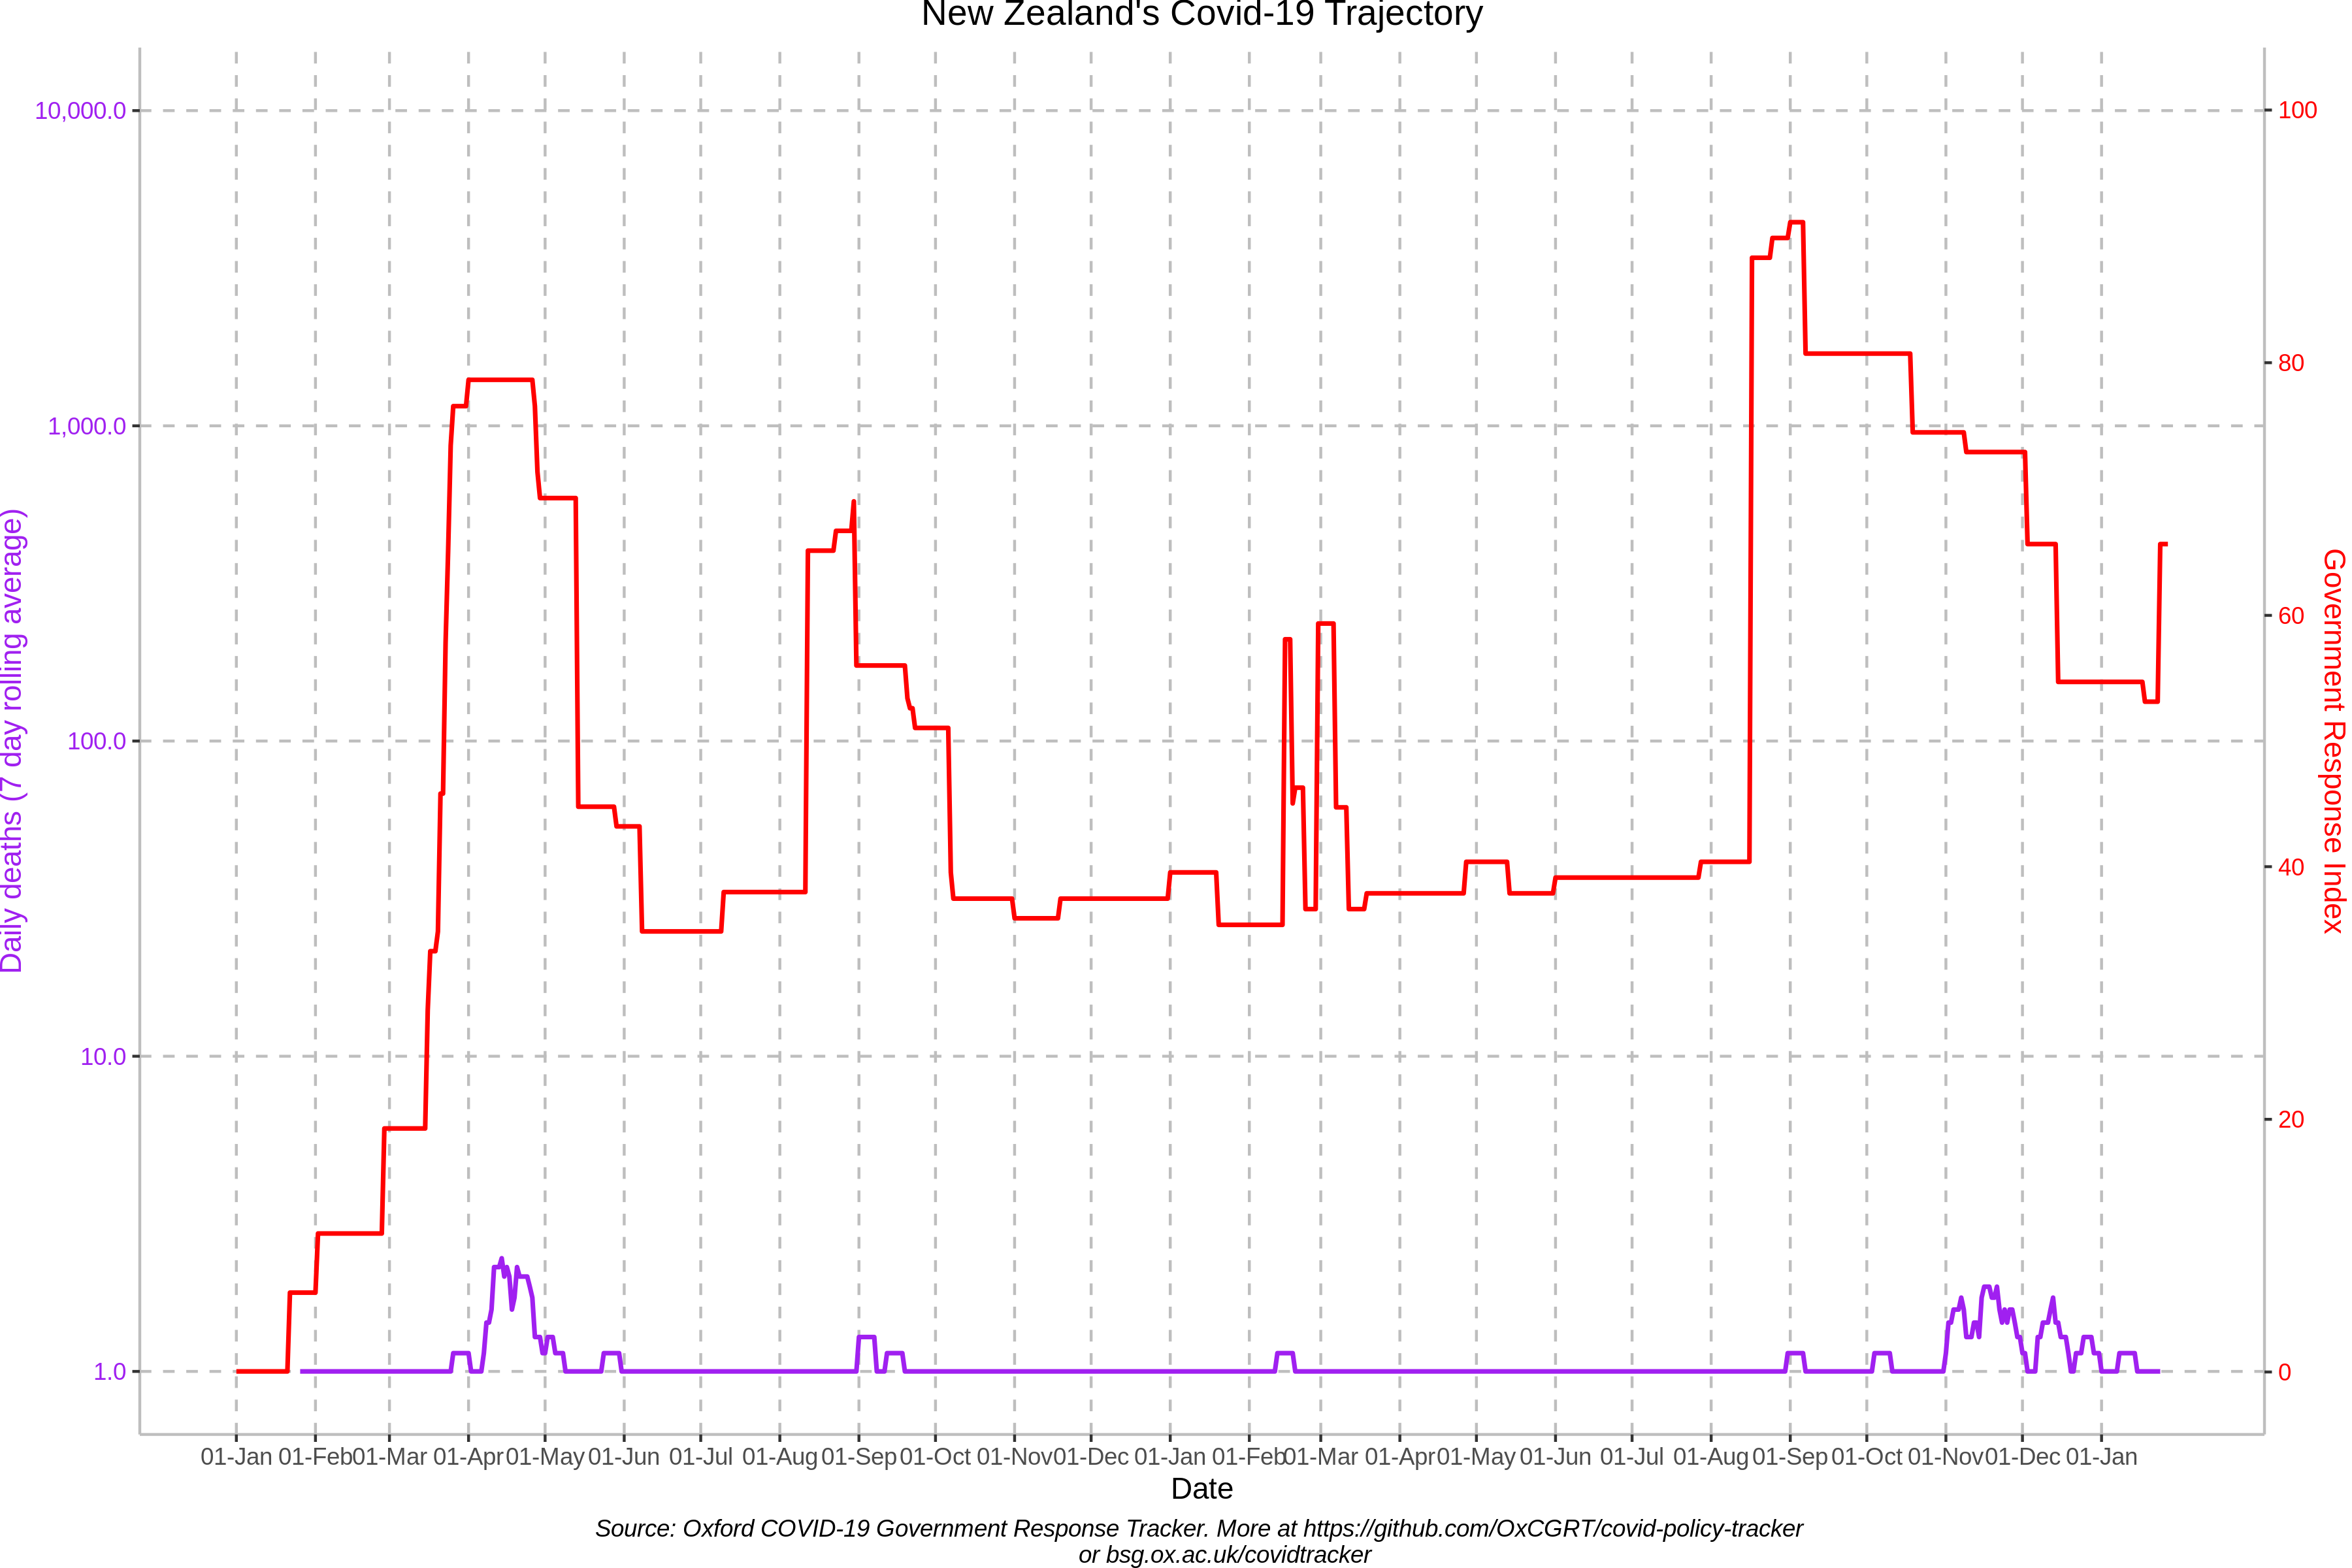 New Zealand's Covid-19 Trajectory
10,000.0
1,000.0
100.0
10.0
1.0
Daily deaths (7 day rolling average)
100
80
60
40
20
0
Government Response Index
01-Jan 01-Feb 01-Mar 01-Apr 01-May 01-Jun 01-Jul 01-Aug 01-Sep 01-Oct 01-Nov 01-Dec 01-Jan 01-Feb 01-Mar 01-Apr 01-May 01-Jun 01-Jul 01-Aug 01-Sep 01-Oct 01-Nov 01-Dec 01-Jan
Date
Source: Oxford COVID-19 Government Response Tracker. More at https://github.com/OxCGRT/covid-policy-tracker
or bsg.ox.ac.uk/covidtracker